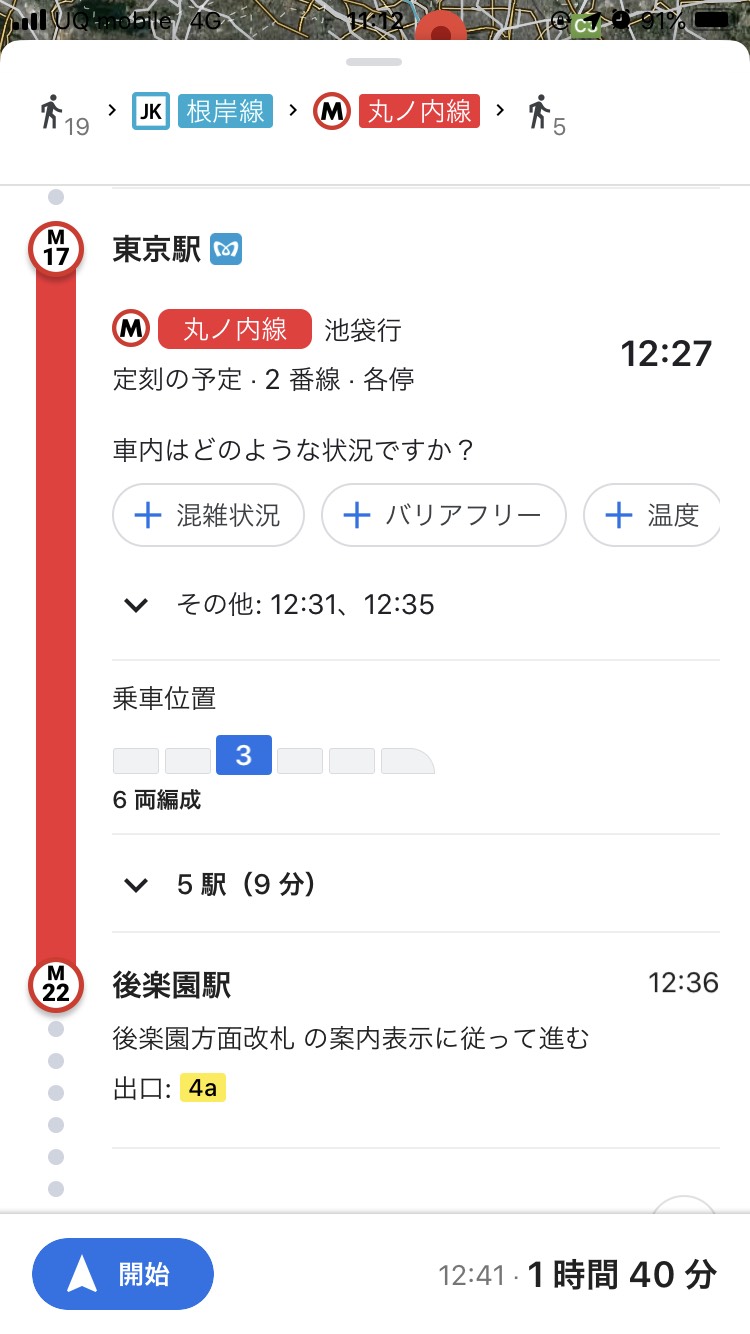 UQ mobile 4G 11:12 91%
CJ
19 JK 根岸線 M 丸ノ内線 5
M 17 東京駅
M 丸ノ内線 池袋行
12:27
定刻の予定 · 2 番線 · 各停
車内はどのような状況ですか？
混雑状況 バリアフリー 温度
その他: 12:31、12:35
乗車位置
3
6 両編成
5 駅（9 分）
M 22 後楽園駅 12:36
後楽園方面改札 の案内表示に従って進む
出口: 4a
開始 12:41 · 1 時間 40 分